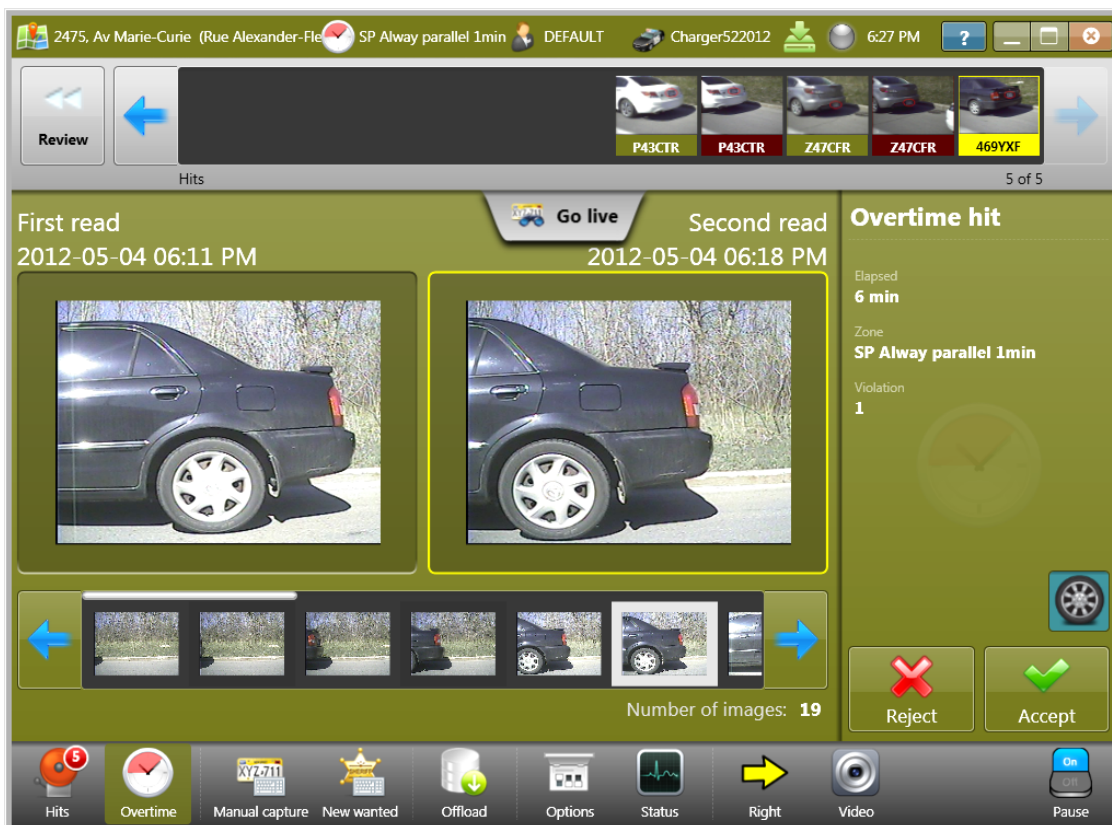 2475, Av Marie-Curie (Rue Alexander-Fle
SP Alway parallel 1min
DEFAULT
Charger522012
6:27 PM
?
Review
P43CTR
P43CTR
Z47CFR
Z47CFR
469YXF
Hits
5 of 5
First read
2012-05-04 06:11 PM
XYZ-711
Go live
Second read
2012-05-04 06:18 PM
Overtime hit
Elapsed
6 min
Zone
SP Alway parallel 1min
Violation
1
Number of images: 19
Reject
Accept
5
Hits
Overtime
XYZ-711
Manual capture
New wanted
Offload
Options
Status
Right
Video
On
Off
Pause